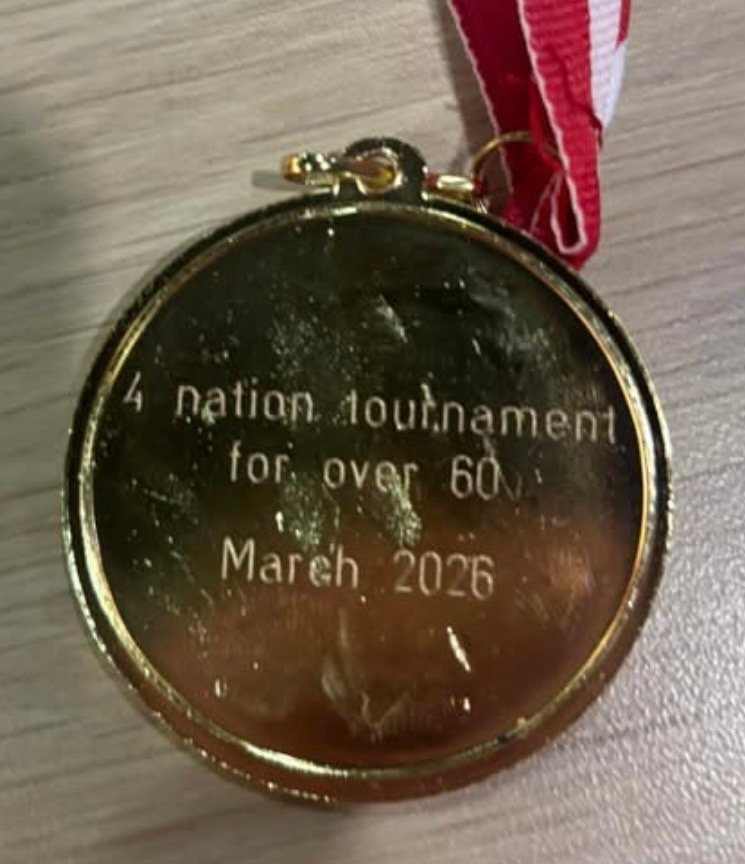 4 nation tournament
for over 60
March 2026